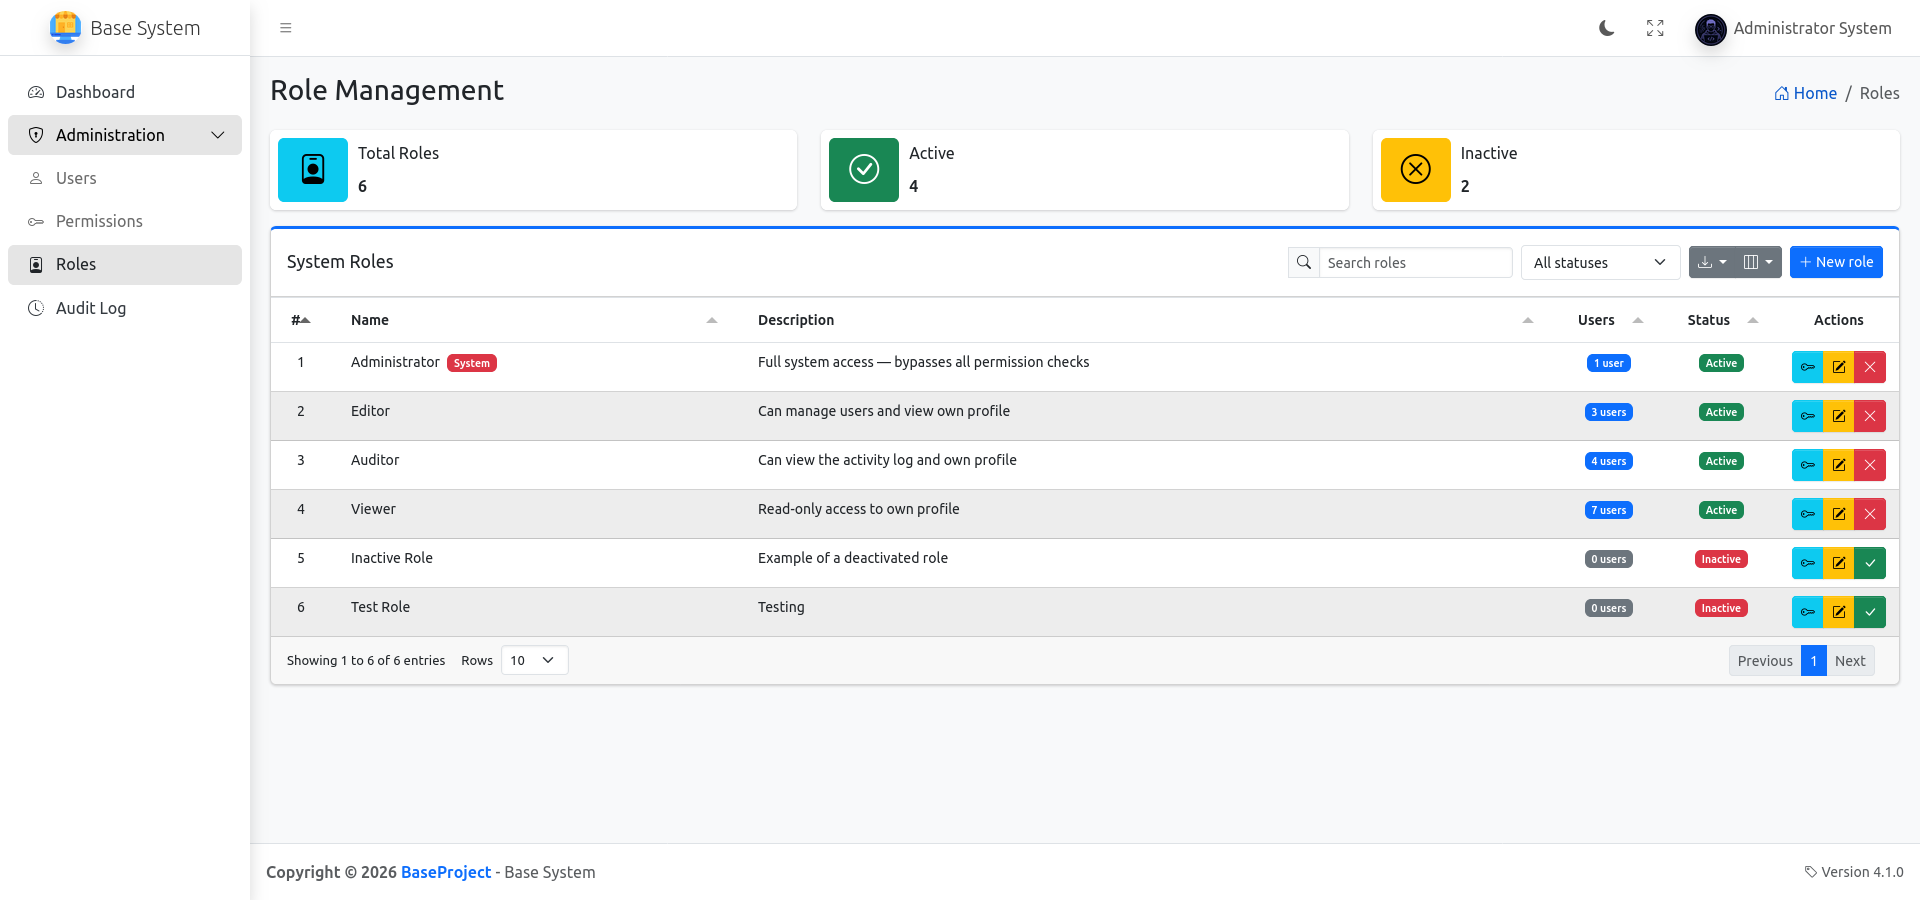 Base System
Administrator System
Dashboard
Administration
Users
Permissions
Roles
Audit Log
Role Management
Home / Roles
Total Roles
6
Active
4
Inactive
2
System Roles
Search roles
All statuses
New role
# Name Description Users Status Actions
1 Administrator System Full system access — bypasses all permission checks 1 user Active
2 Editor Can manage users and view own profile 3 users Active
3 Auditor Can view the activity log and own profile 4 users Active
4 Viewer Read-only access to own profile 7 users Active
5 Inactive Role Example of a deactivated role 0 users Inactive
6 Test Role Testing 0 users Inactive
Showing 1 to 6 of 6 entries Rows 10
Previous 1 Next
Copyright © 2026 BaseProject - Base System
Version 4.1.0